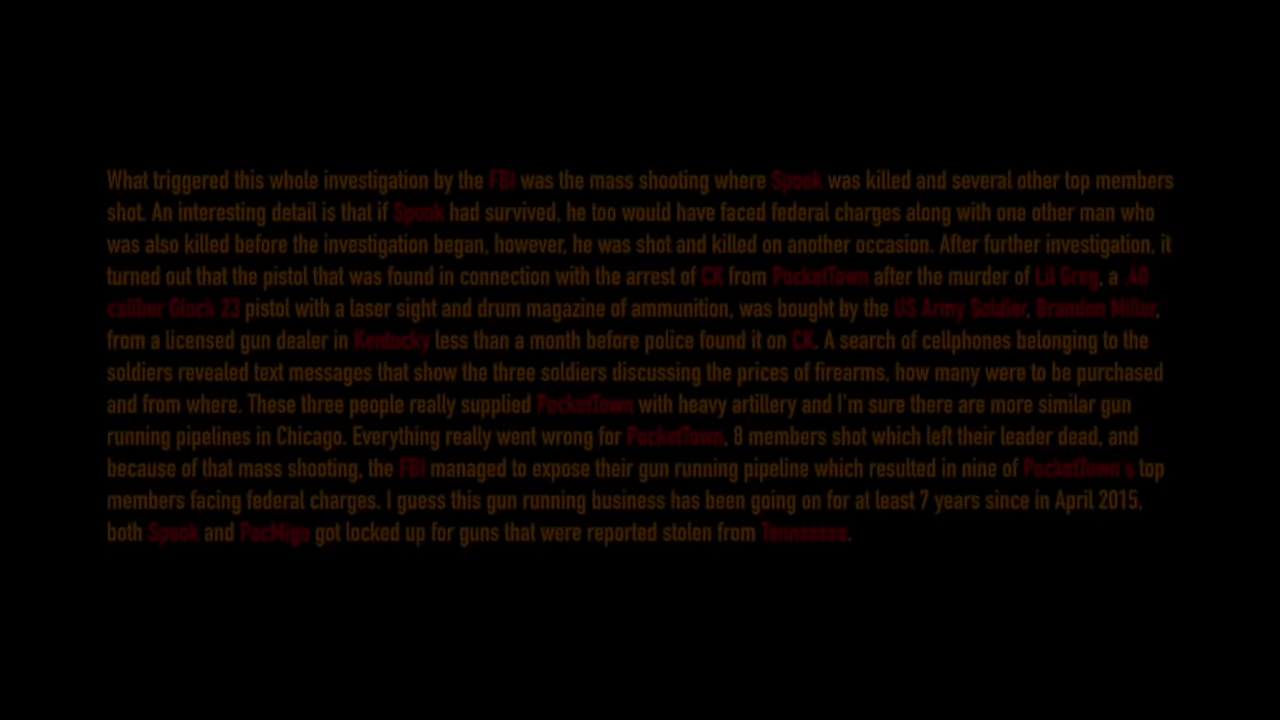 What triggered this whole investigation by the FBI was the mass shooting where Spook was killed and several other top members
shot. An interesting detail is that if Spook had survived, he too would have faced federal charges along with one other man who
was also killed before the investigation began, however, he was shot and killed on another occasion. After further investigation, it
turned out that the pistol that was found in connection with the arrest of CK from PocketTown after the murder of Lil Greg, a .40
caliber Glock 23 pistol with a laser sight and drum magazine of ammunition, was bought by the US Army Soldier, Brandon Miller,
from a licensed gun dealer in Kentucky less than a month before police found it on CK. A search of cellphones belonging to the
soldiers revealed text messages that show the three soldiers discussing the prices of firearms, how many were to be purchased
and from where. These three people really supplied PocketTown with heavy artillery and I'm sure there are more similar gun
running pipelines in Chicago. Everything really went wrong for PocketTown, 8 members shot which left their leader dead, and
because of that mass shooting, the FBI managed to expose their gun running pipeline which resulted in nine of PocketTown's top
members facing federal charges. I guess this gun running business has been going on for at least 7 years since in April 2015,
both Spook and PacMigo got locked up for guns that were reported stolen from Tennessee.